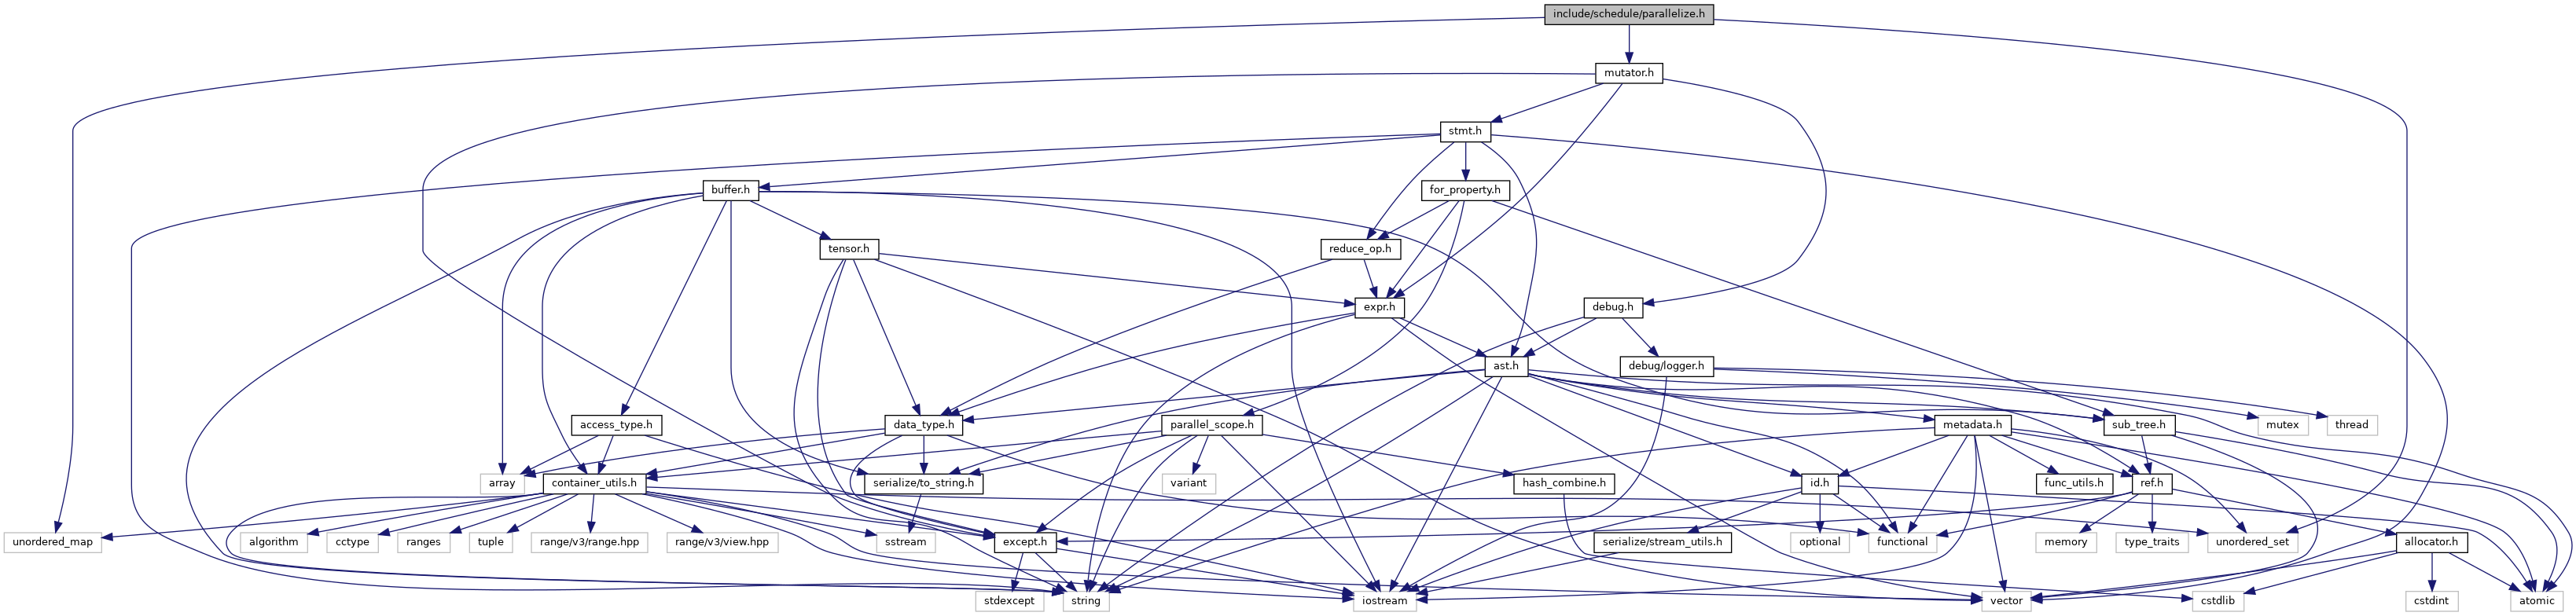 include/schedule/parallelize.h
mutator.h
stmt.h
buffer.h
for_property.h
tensor.h
reduce_op.h
expr.h
debug.h
ast.h
debug/logger.h
access_type.h
data_type.h
parallel_scope.h
metadata.h
sub_tree.h
mutex
thread
array
container_utils.h
serialize/to_string.h
variant
hash_combine.h
id.h
func_utils.h
ref.h
unordered_map
algorithm
cctype
ranges
tuple
range/v3/range.hpp
range/v3/view.hpp
sstream
except.h
serialize/stream_utils.h
optional
functional
memory
type_traits
unordered_set
allocator.h
stdexcept
string
iostream
vector
cstdlib
cstdint
atomic